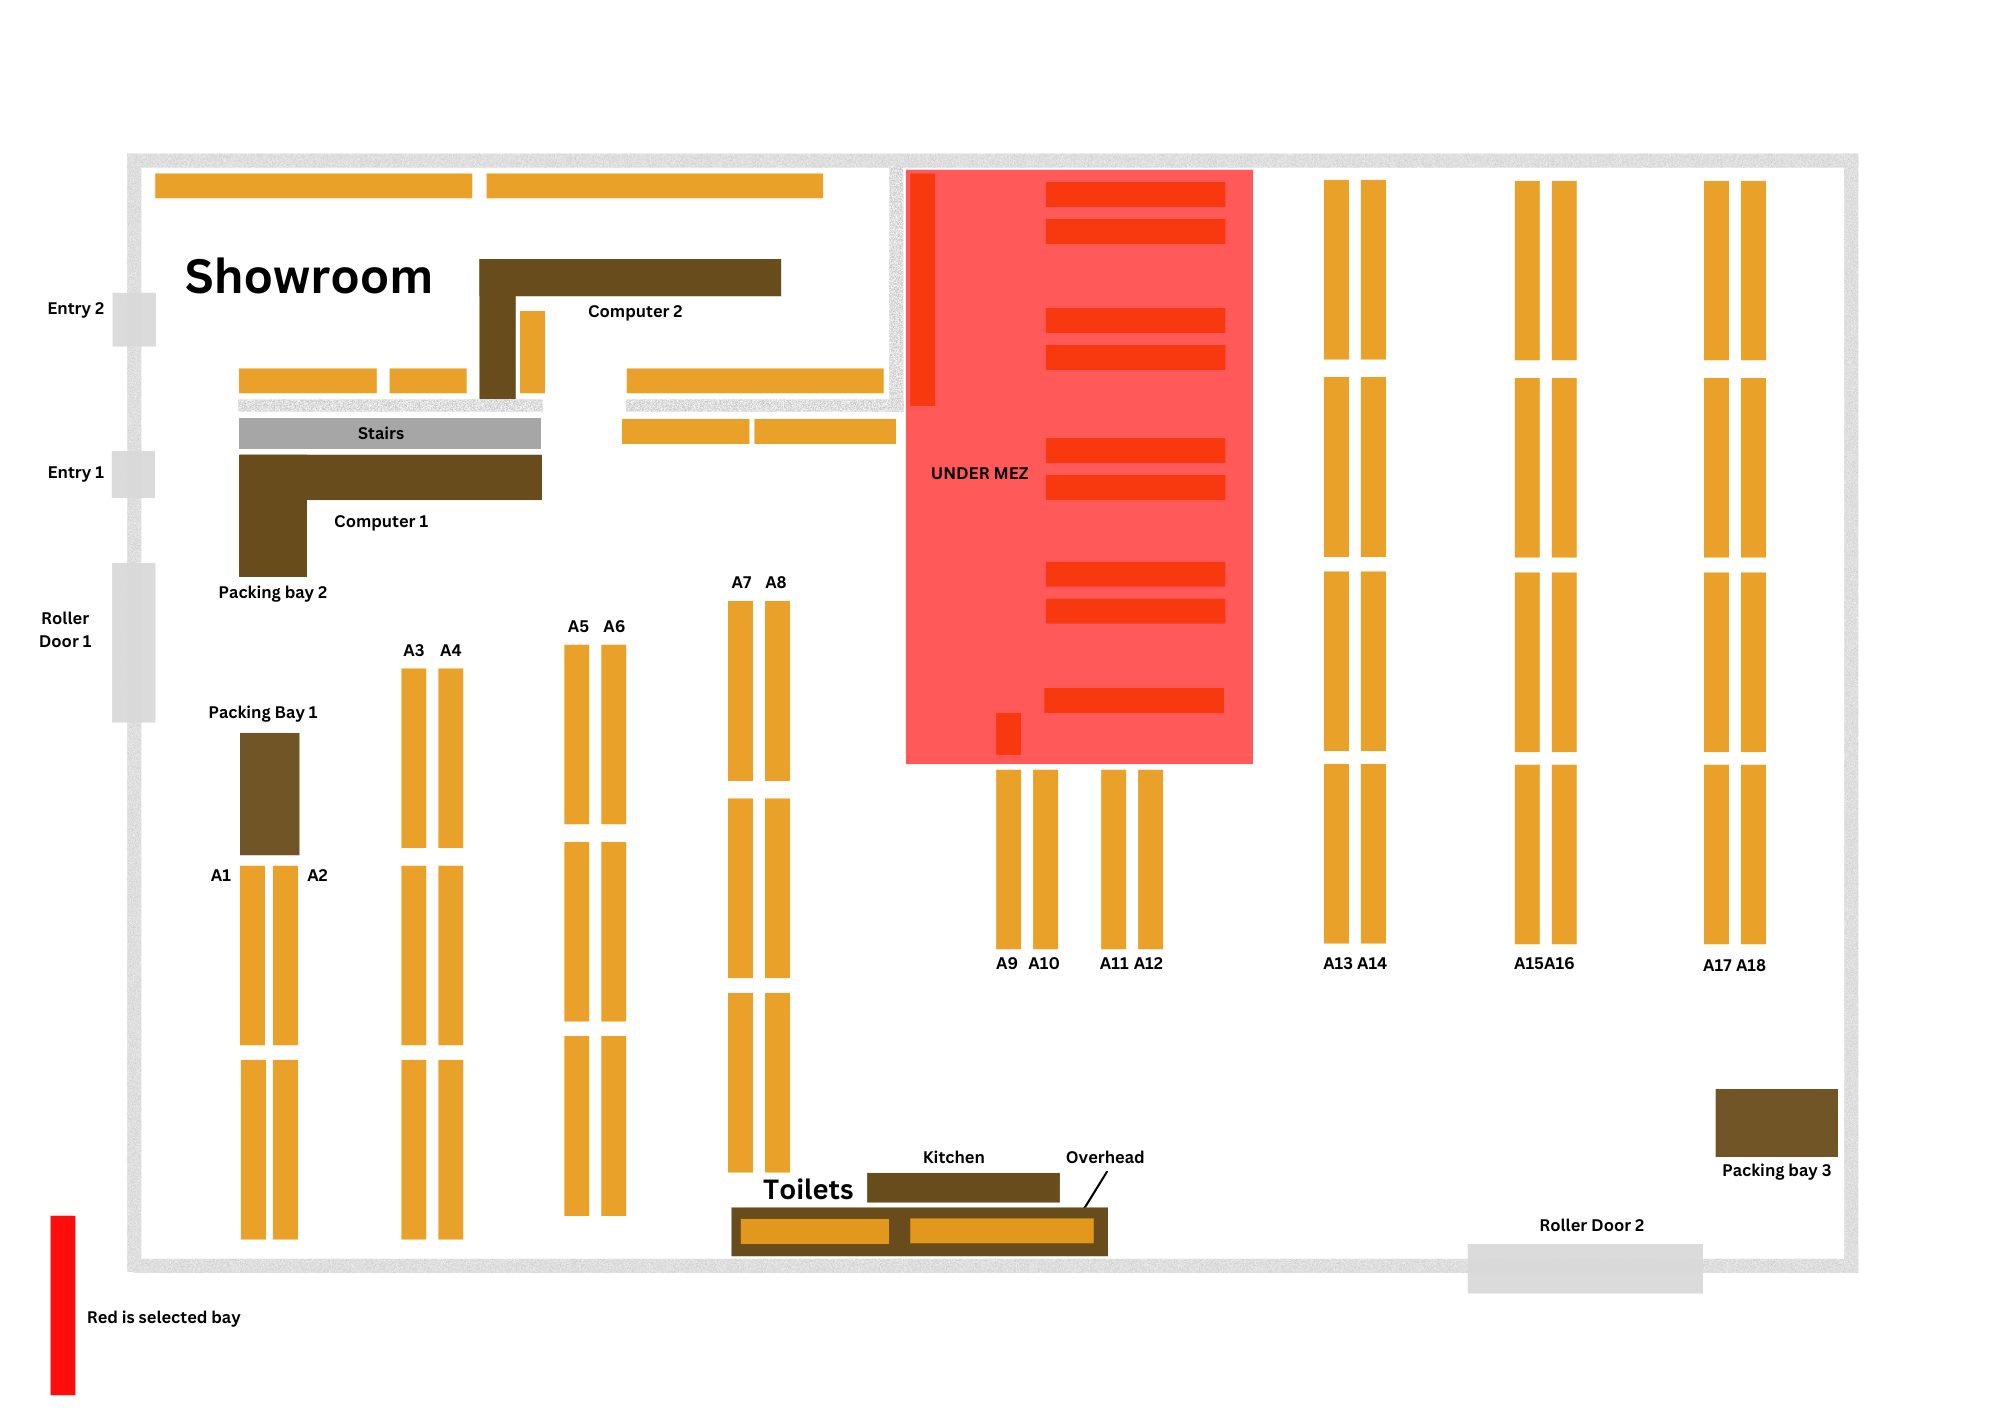 Showroom
Entry 2
Computer 2
Stairs
Entry 1
UNDER MEZ
Computer 1
A7 A8
Packing bay 2
Roller
Door 1
A5 A6
A3 A4
Packing Bay 1
A1 A2
A9 A10 A11 A12 A13 A14 A15 A16 A17 A18
Kitchen
Overhead
Packing bay 3
Toilets
Roller Door 2
Red is selected bay